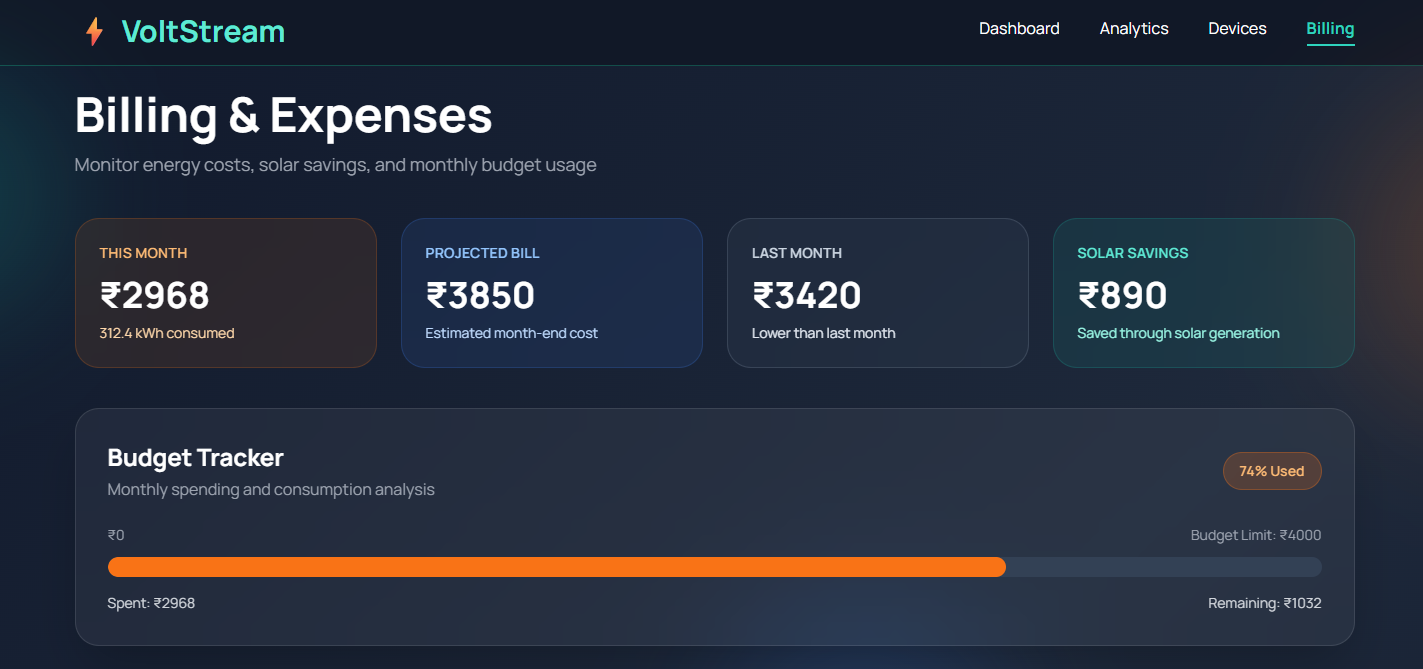 VoltStream
Dashboard Analytics Devices Billing
Billing & Expenses
Monitor energy costs, solar savings, and monthly budget usage
THIS MONTH
₹2968
312.4 kWh consumed
PROJECTED BILL
₹3850
Estimated month-end cost
LAST MONTH
₹3420
Lower than last month
SOLAR SAVINGS
₹890
Saved through solar generation
Budget Tracker
Monthly spending and consumption analysis
74% Used
₹0
Budget Limit: ₹4000
Spent: ₹2968
Remaining: ₹1032